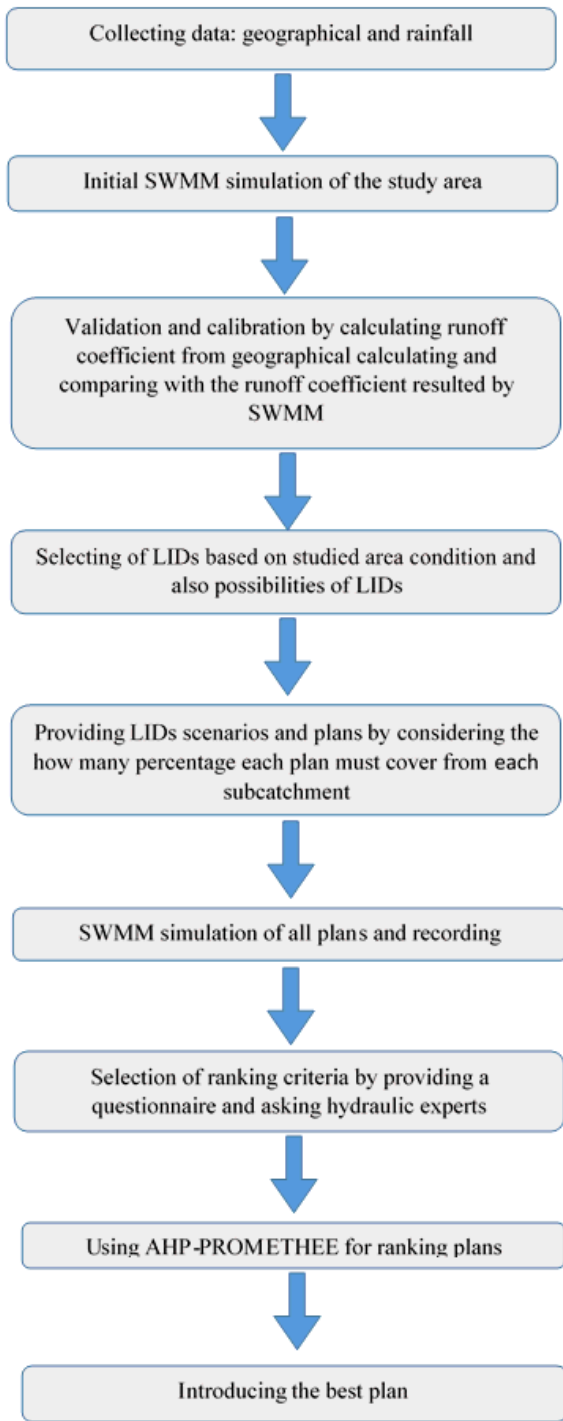 Collecting data: geographical and rainfall
Initial SWMM simulation of the study area
Validation and calibration by calculating runoff
coefficient from geographical calculating and
comparing with the runoff coefficient resulted by
SWMM
Selecting of LIDs based on studied area condition and
also possibilities of LIDs
Providing LIDs scenarios and plans by considering the
how many percentage each plan must cover from each
subcatchment
SWMM simulation of all plans and recording
Selection of ranking criteria by providing a
questionnaire and asking hydraulic experts
Using AHP-PROMETHEE for ranking plans
Introducing the best plan